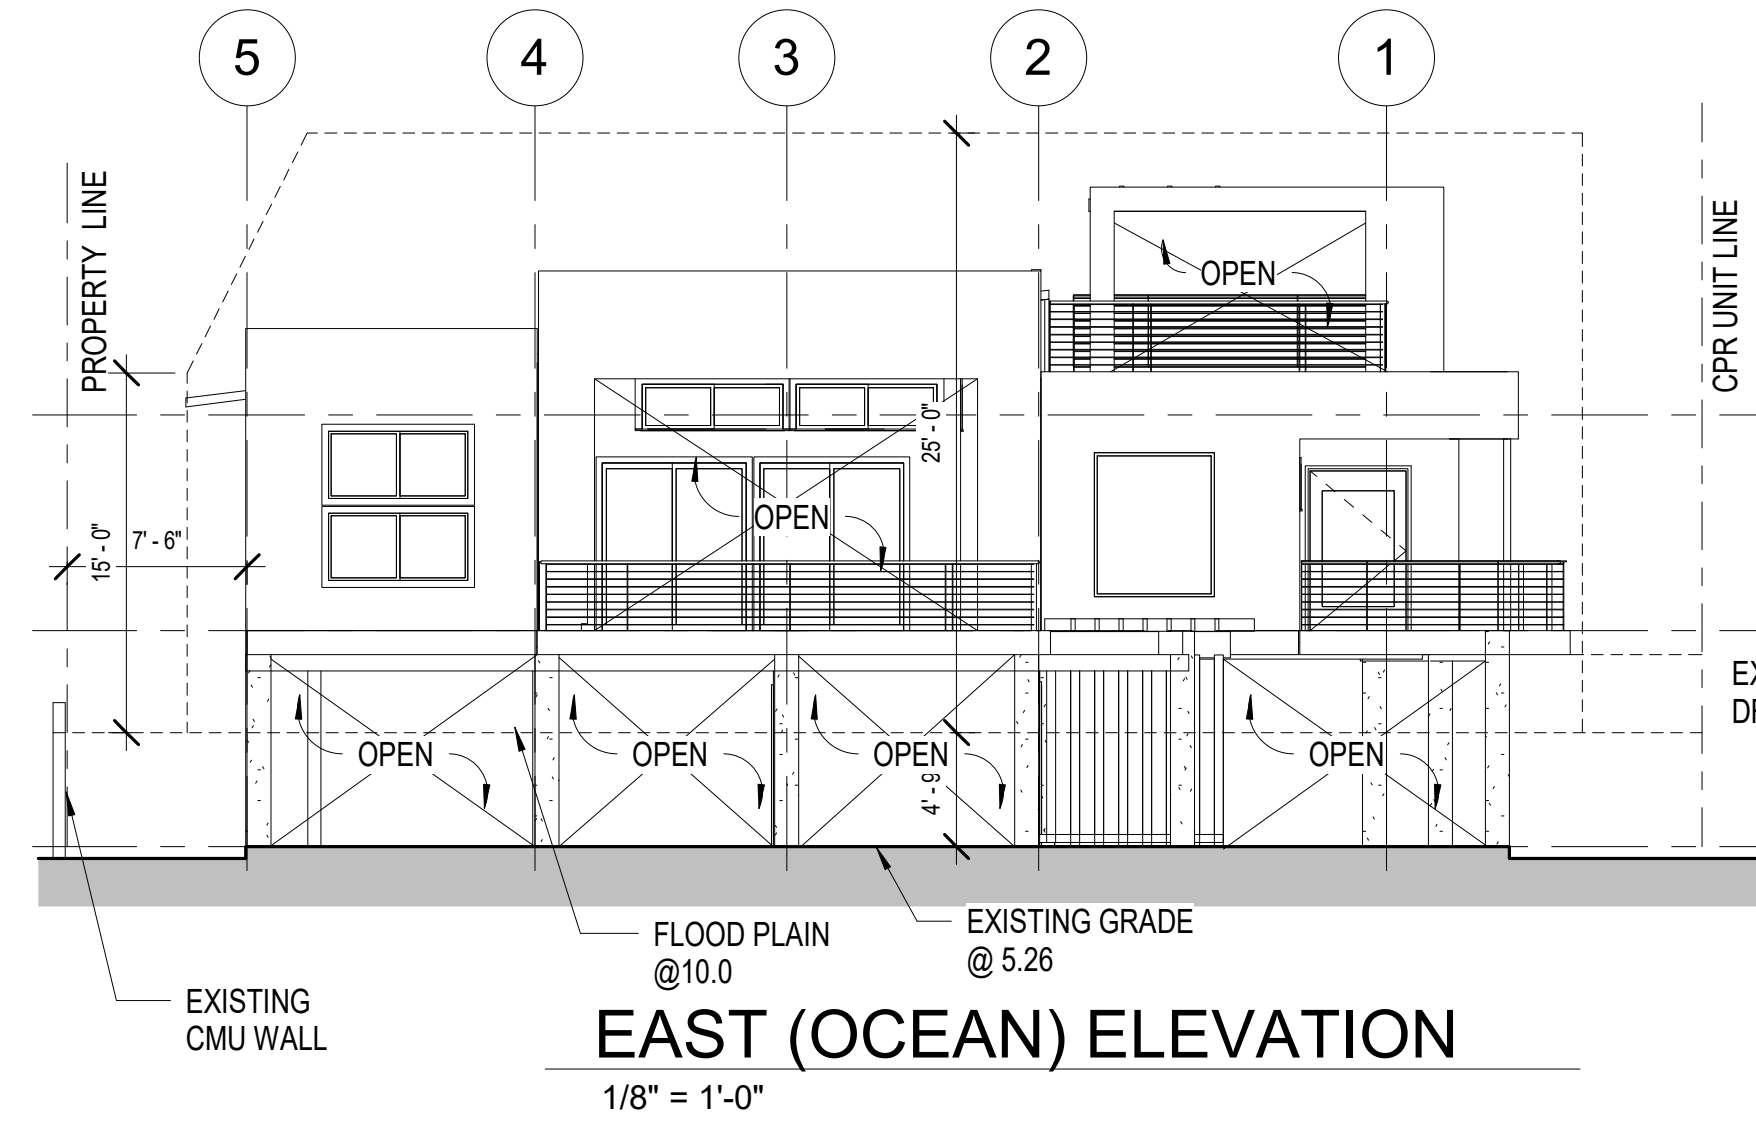 5
4
3
2
1
PROPERTY LINE
CPR UNIT LINE
OPEN
25' - 0"
OPEN
15' - 0"
7' - 6"
OPEN
OPEN
OPEN
OPEN
4' - 9
EX
FLOOD PLAIN
@10.0
EXISTING GRADE
@ 5.26
EXISTING
CMU WALL
EAST (OCEAN) ELEVATION
1/8" = 1'-0"